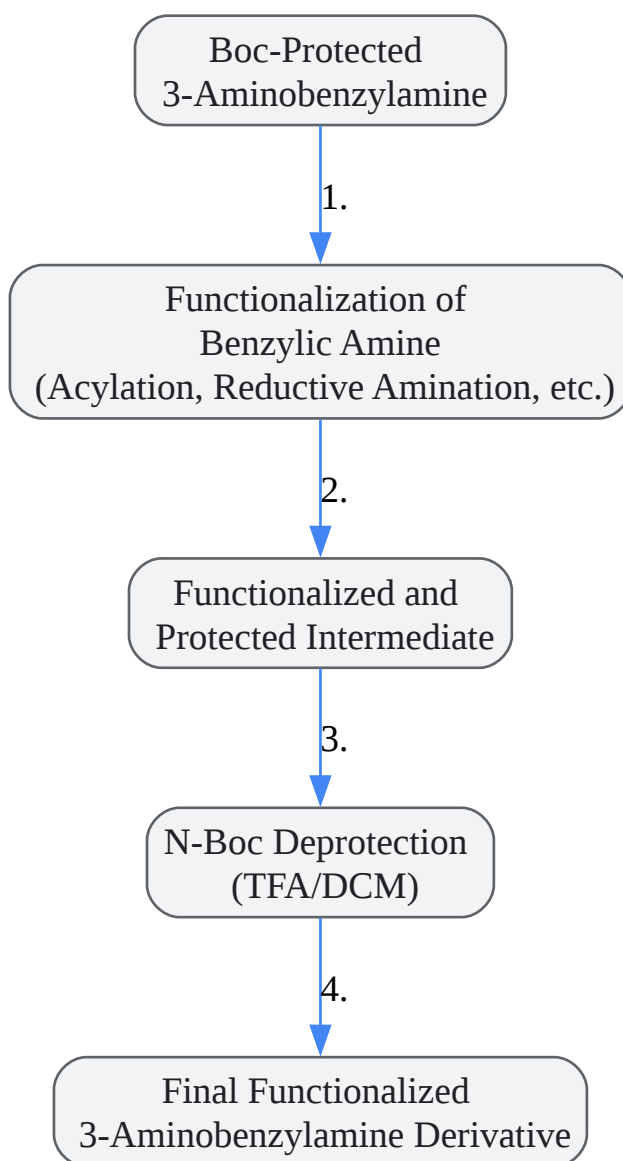 Boc-Protected
3-Aminobenzylamine
1.
Functionalization of
Benzylic Amine
(Acylation, Reductive Amination, etc.)
2.
Functionalized and
Protected Intermediate
3.
N-Boc Deprotection
(TFA/DCM)
4.
Final Functionalized
3-Aminobenzylamine Derivative